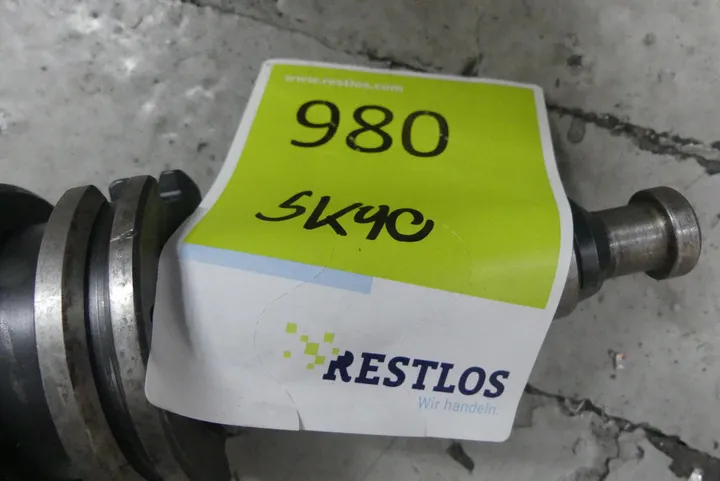 www.restlos.com
980
SK40
RESTLOS
Wir handeln.